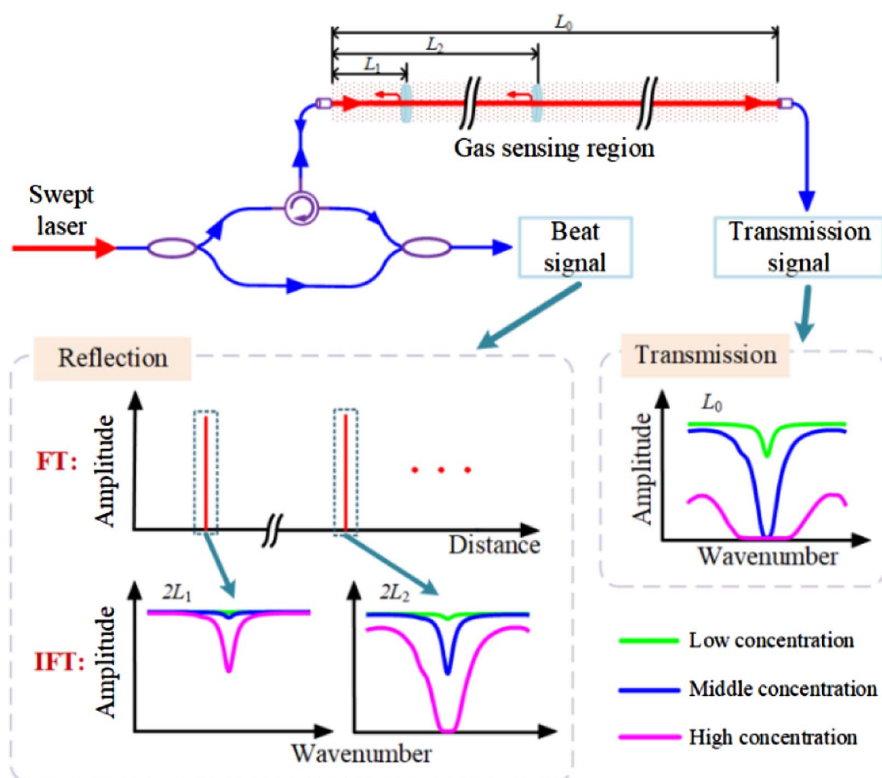 L₀
L₂
L₁
Gas sensing region
Swept
laser
Beat
signal
Transmission
signal
Reflection
Transmission
FT:
Amplitude
Distance
L₀
Amplitude
Wavenumber
IFT:
Amplitude
2L₁
2L₂
Wavenumber
Low concentration
Middle concentration
High concentration